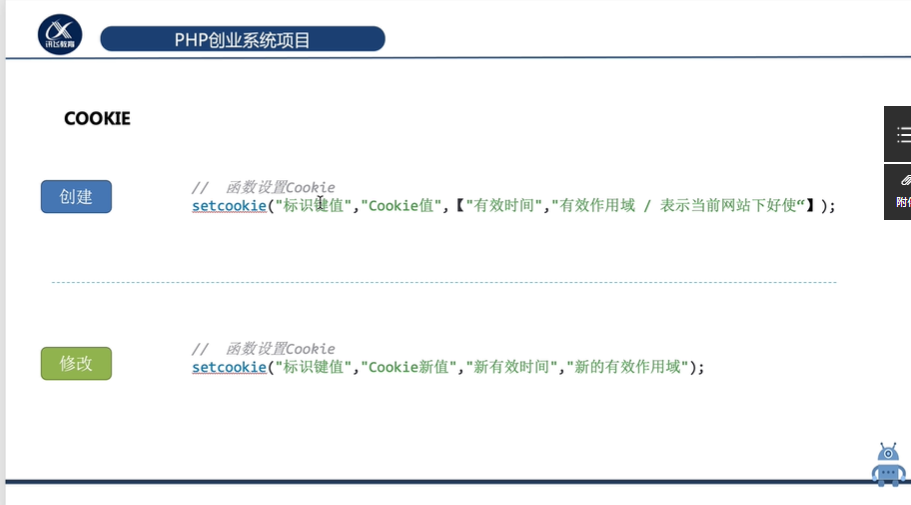 讯飞教育
PHP创业系统项目
COOKIE
创建
// 函数设置Cookie
setcookie("标识键值","Cookie值",【"有效时间","有效作用域 / 表示当前网站下好使“】);
修改
// 函数设置Cookie
setcookie("标识键值","Cookie新值","新有效时间","新的有效作用域");